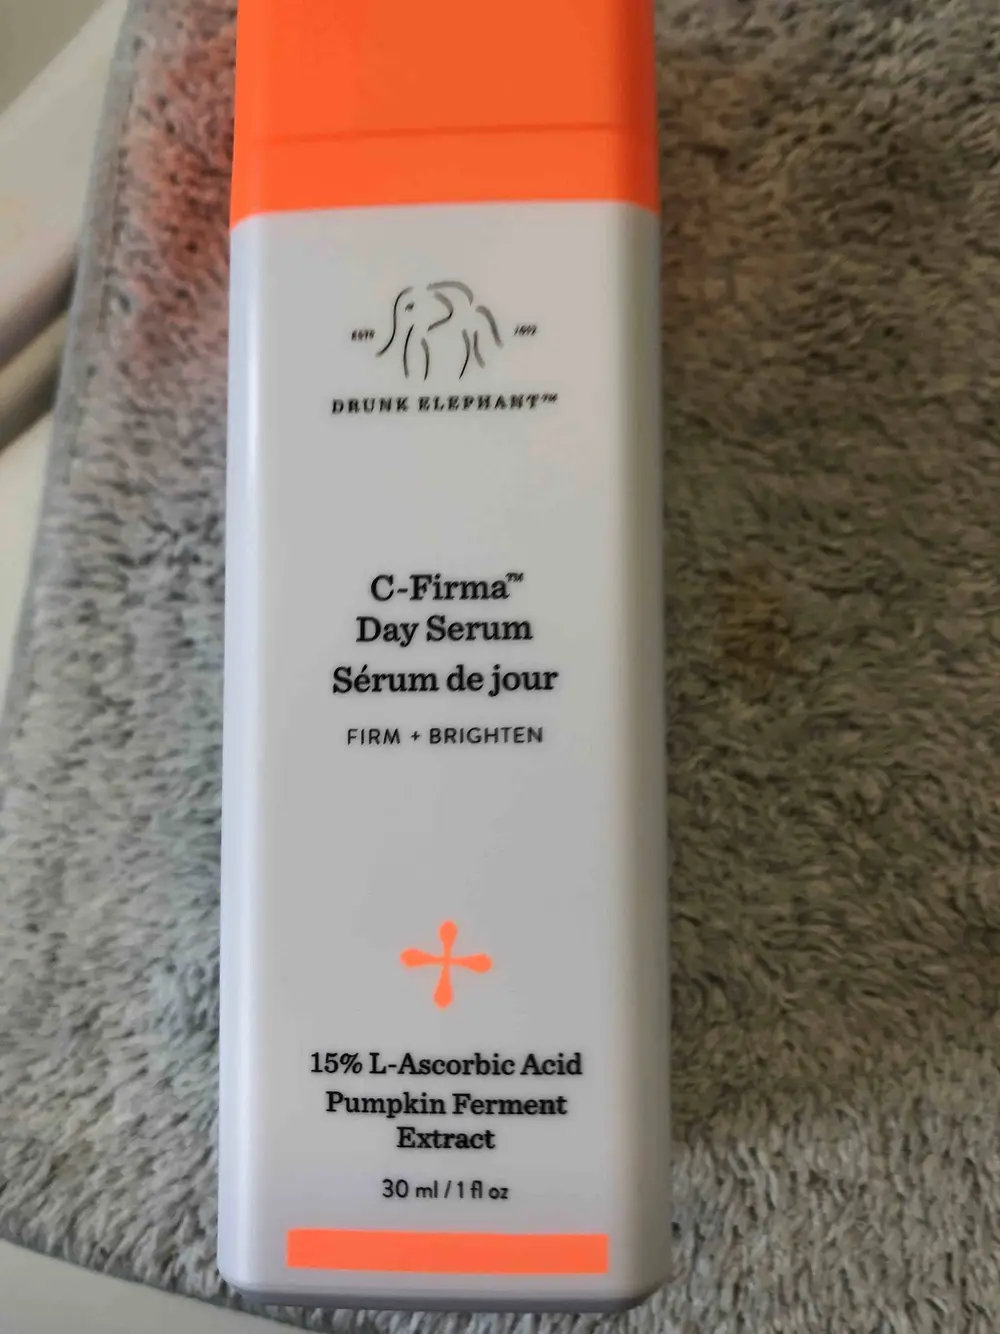 DRUNK ELEPHANT™
C-Firma™
Day Serum
Sérum de jour
FIRM + BRIGHTEN
15% L-Ascorbic Acid
Pumpkin Ferment
Extract
30 ml / 1 fl oz